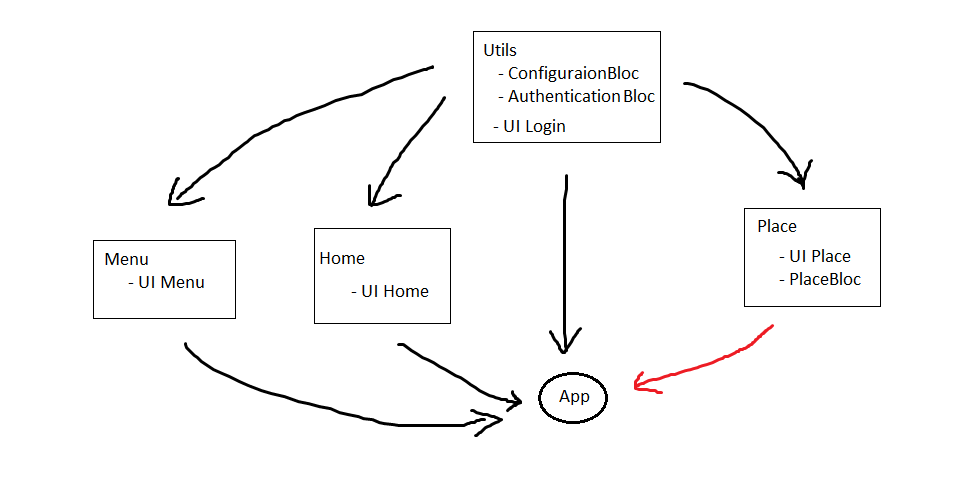 Utils
- ConfiguraionBloc
- Authentication Bloc
- UI Login
Menu
- UI Menu
Home
- UI Home
Place
- UI Place
- PlaceBloc
App